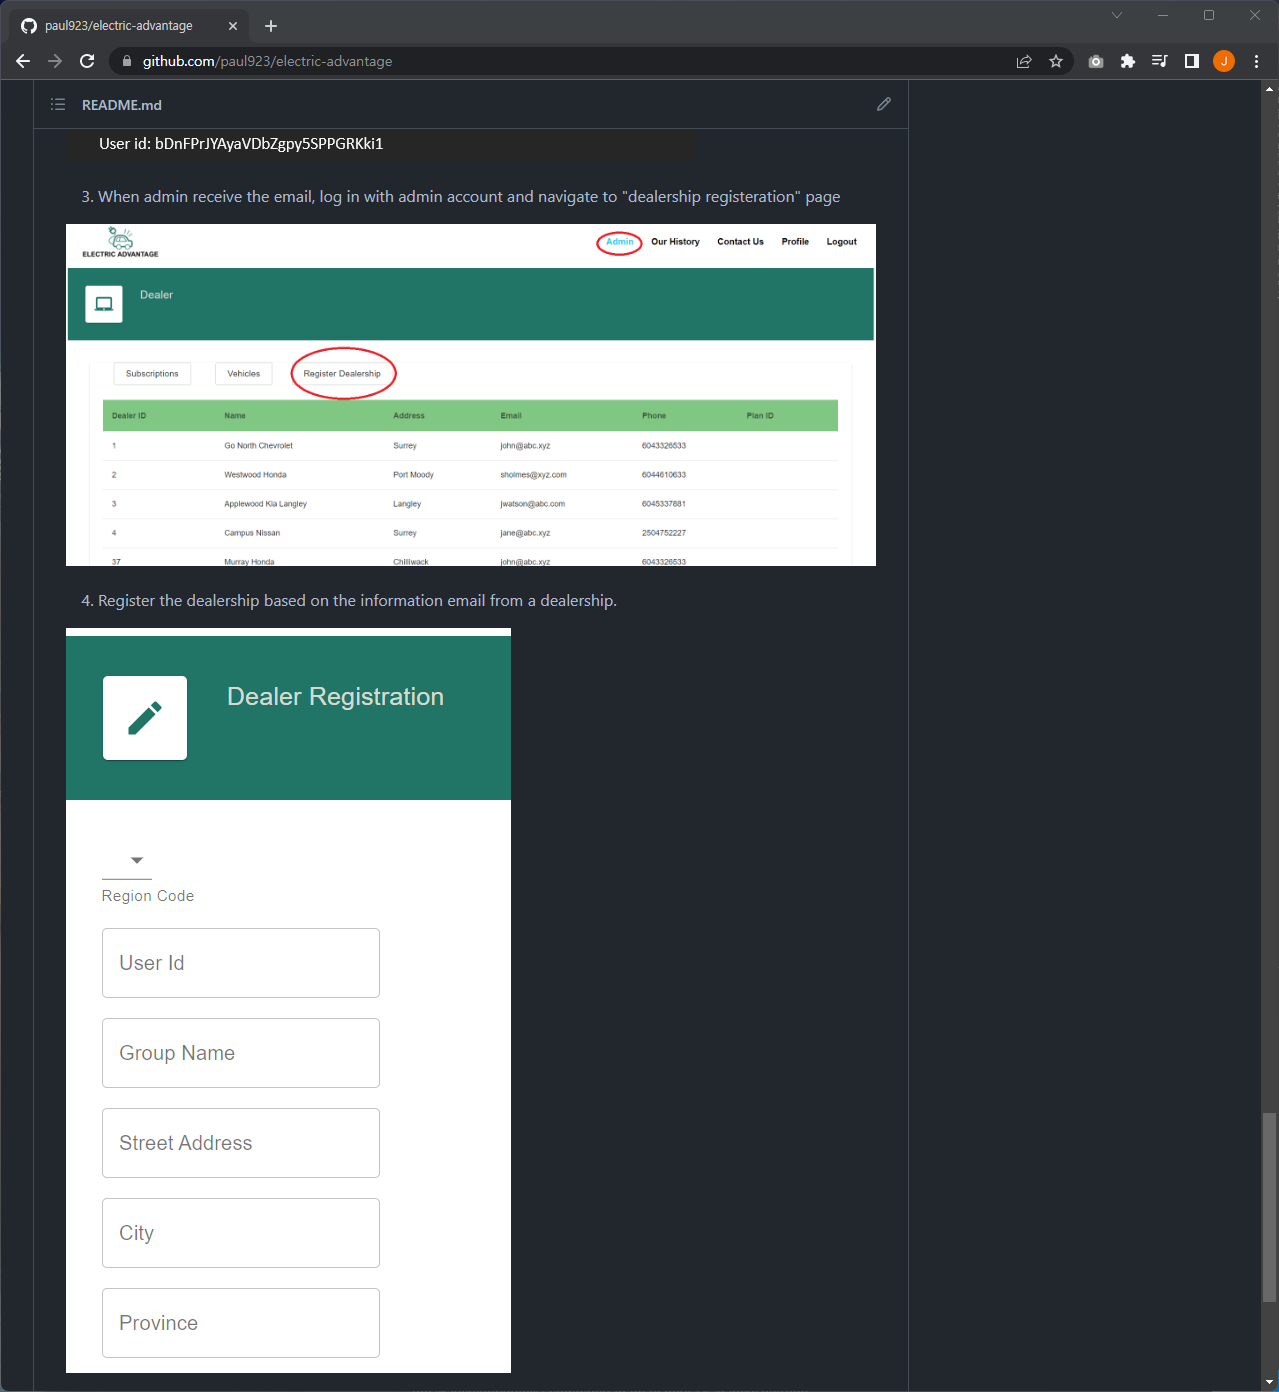 paul923/electric-advantage
github.com/paul923/electric-advantage
J
README.md
User id: bDnFPrJYAyaVDbZgpy5SPPGRKki1
3. When admin receive the email, log in with admin account and navigate to "dealership registeration" page
ELECTRIC ADVANTAGE
Admin Our History Contact Us Profile Logout
Dealer
Subscriptions Vehicles Register Dealership
Dealer ID Name Address Email Phone Plan ID
1 Go North Chevrolet Surrey john@abc.xyz 6043326533
2 Westwood Honda Port Moody sholmes@xyz.com 6044610633
3 Applewood Kia Langley Langley jwatson@abc.com 6045337881
4 Campus Nissan Surrey jane@abc.xyz 2504752227
37 Murray Honda Chilliwack john@abc.xyz 6043326533
4. Register the dealership based on the information email from a dealership.
Dealer Registration
Region Code
User Id
Group Name
Street Address
City
Province